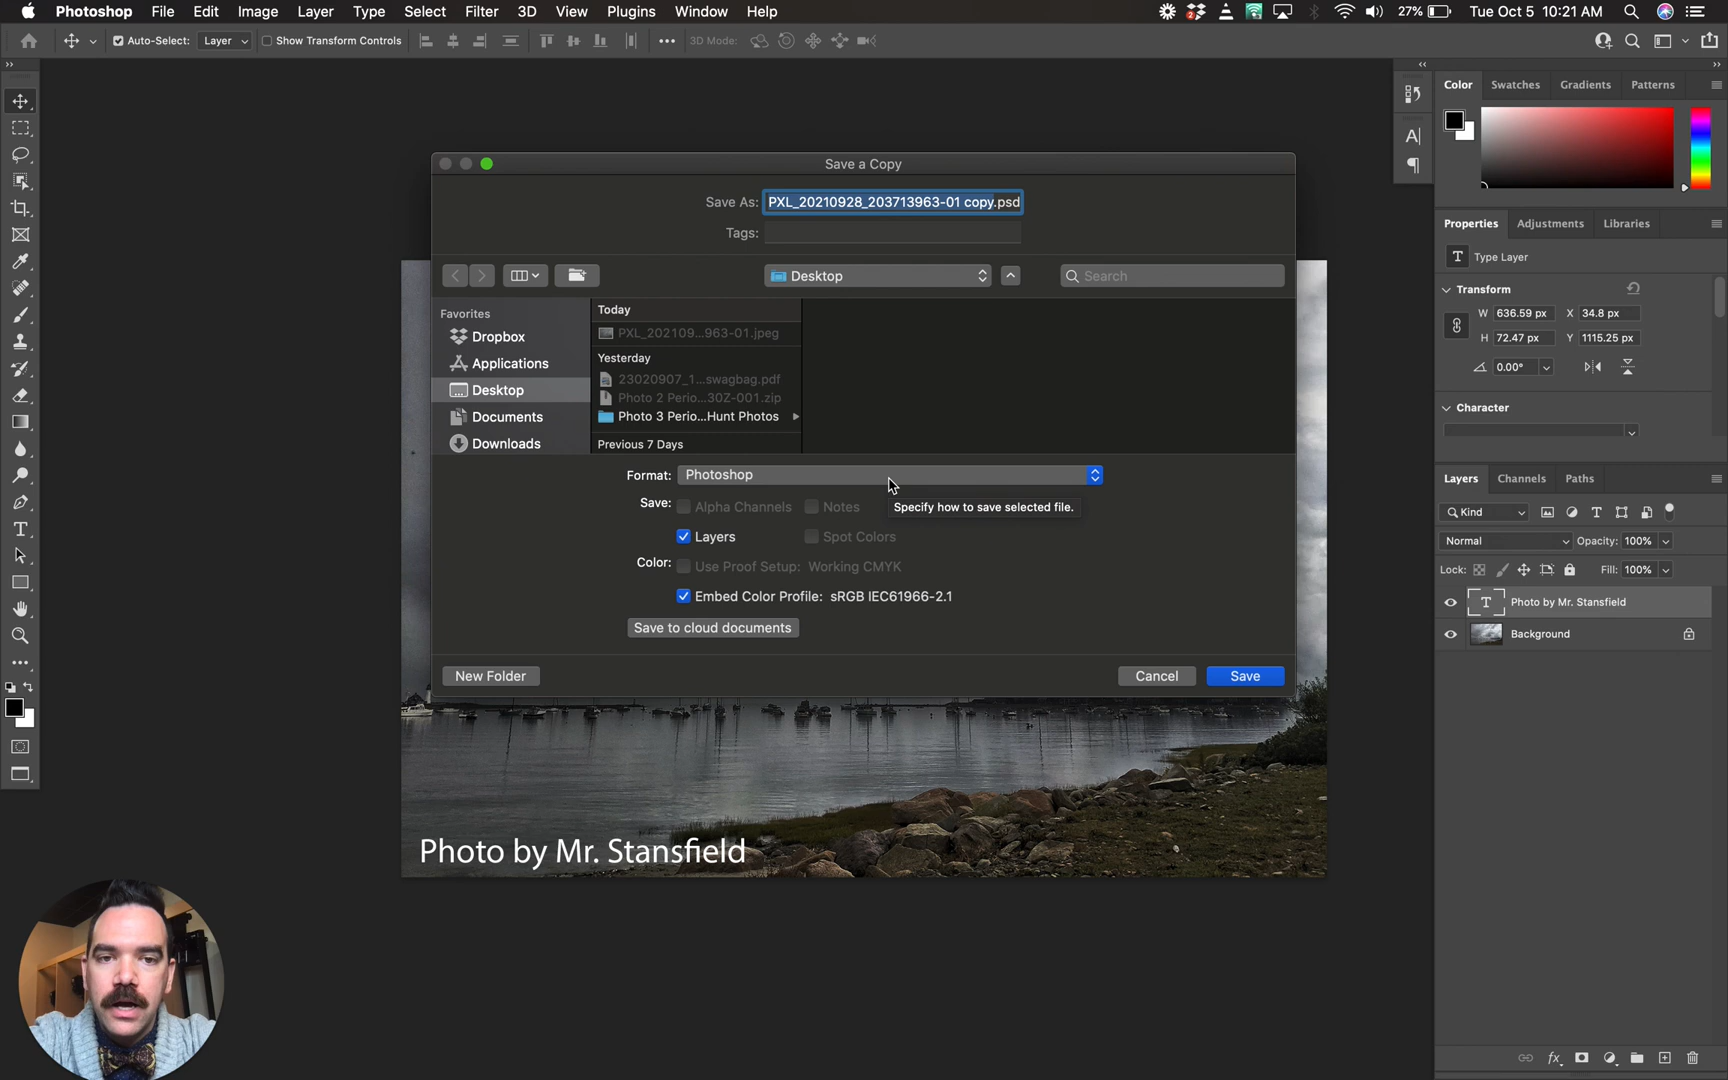 Photoshop File Edit Image Layer Type Select Filter 3D View Plugins Window Help 27% Tue Oct 5 10:21 AM
Auto-Select: Layer Show Transform Controls 3D Mode:
Color Swatches Gradients Patterns
Save a Copy
Save As: PXL_20210928_203713963-01 copy.psd
Tags:
Properties Adjustments Libraries
T Type Layer
Desktop Search
Transform
W 636.59 px X 34.8 px
H 72.47 px Y 1115.25 px
0.00°
Character
Favorites
Dropbox
Applications
Desktop
Documents
Downloads
Today
PXL_202109...963-01.jpeg
Yesterday
23020907_1...swagbag.pdf
Photo 2 Perio...30Z-001.zip
Photo 3 Perio...Hunt Photos
Previous 7 Days
Format: Photoshop
Specify how to save selected file.
Save: Alpha Channels Notes
Layers Spot Colors
Color: Use Proof Setup: Working CMYK
Embed Color Profile: sRGB IEC61966-2.1
Save to cloud documents
New Folder Cancel Save
Layers Channels Paths
Kind
Normal Opacity: 100%
Lock: Fill: 100%
T Photo by Mr. Stansfield
Background
fx
Photo by Mr. Stansfield